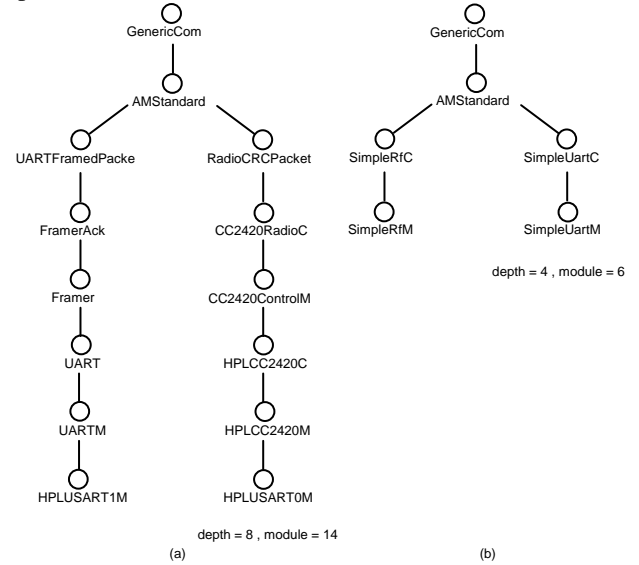 GenericCom
AMStandard
UARTFramedPacke
RadioCRCPacket
FramerAck
CC2420RadioC
Framer
CC2420ControlM
UART
HPLCC2420C
UARTM
HPLCC2420M
HPLUSART1M
HPLUSART0M
depth = 8 , module = 14
(a)
GenericCom
AMStandard
SimpleRfC
SimpleUartC
SimpleRfM
SimpleUartM
depth = 4 , module = 6
(b)